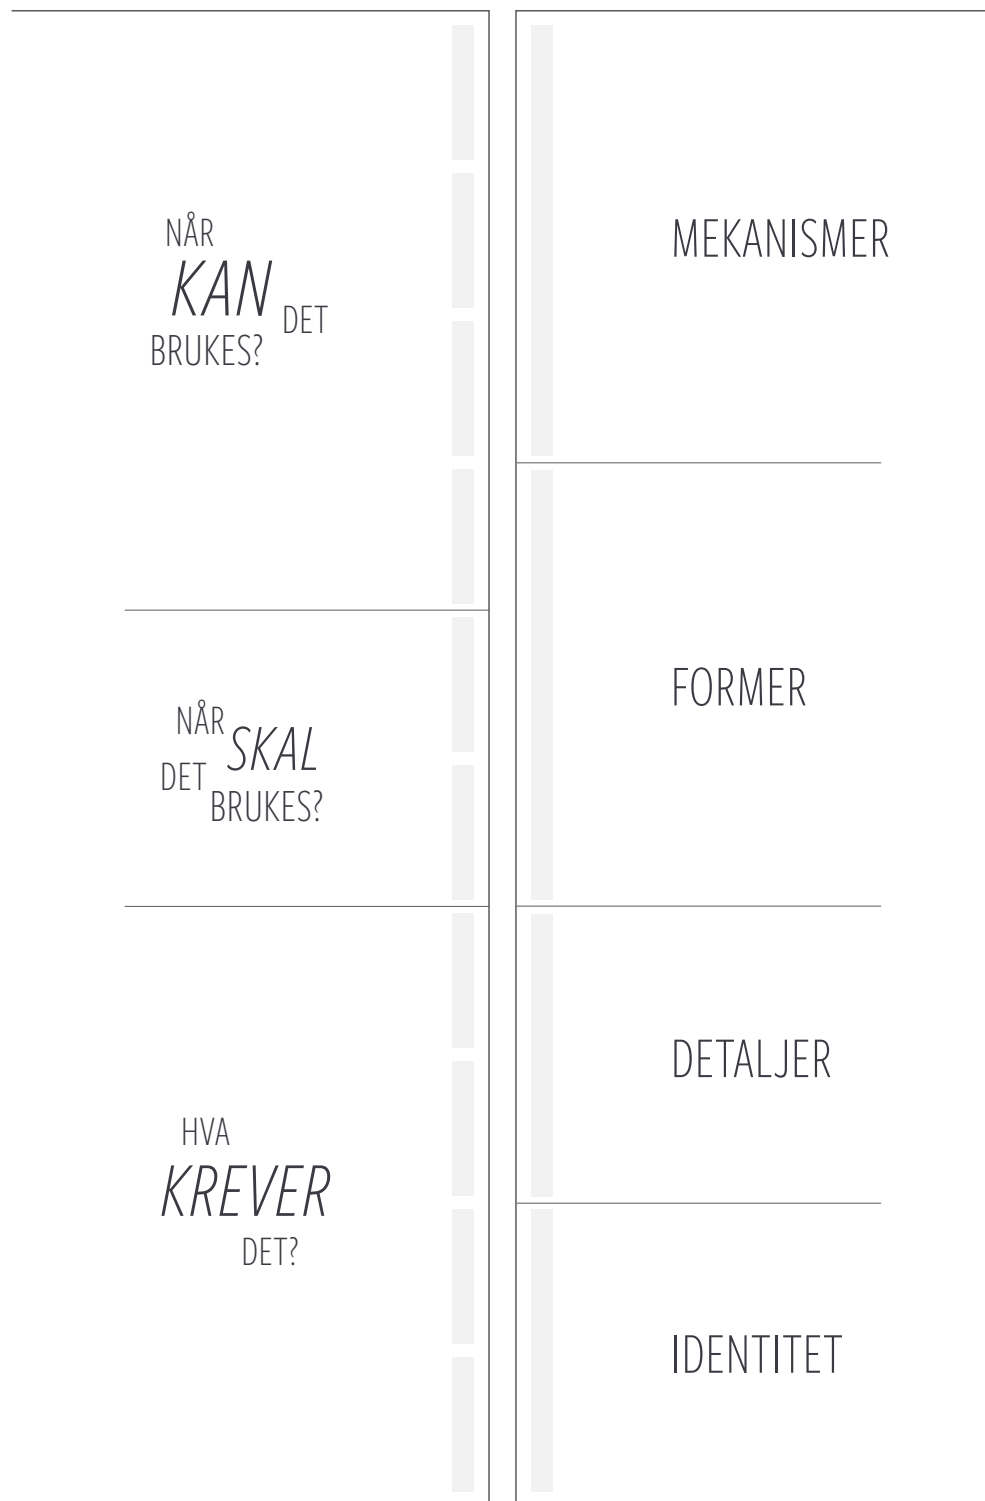 NÅR
KAN
DET
BRUKES?
NÅR
SKAL
DET
BRUKES?
HVA
KREVER
DET?
MEKANISMER
FORMER
DETALJER
IDENTITET